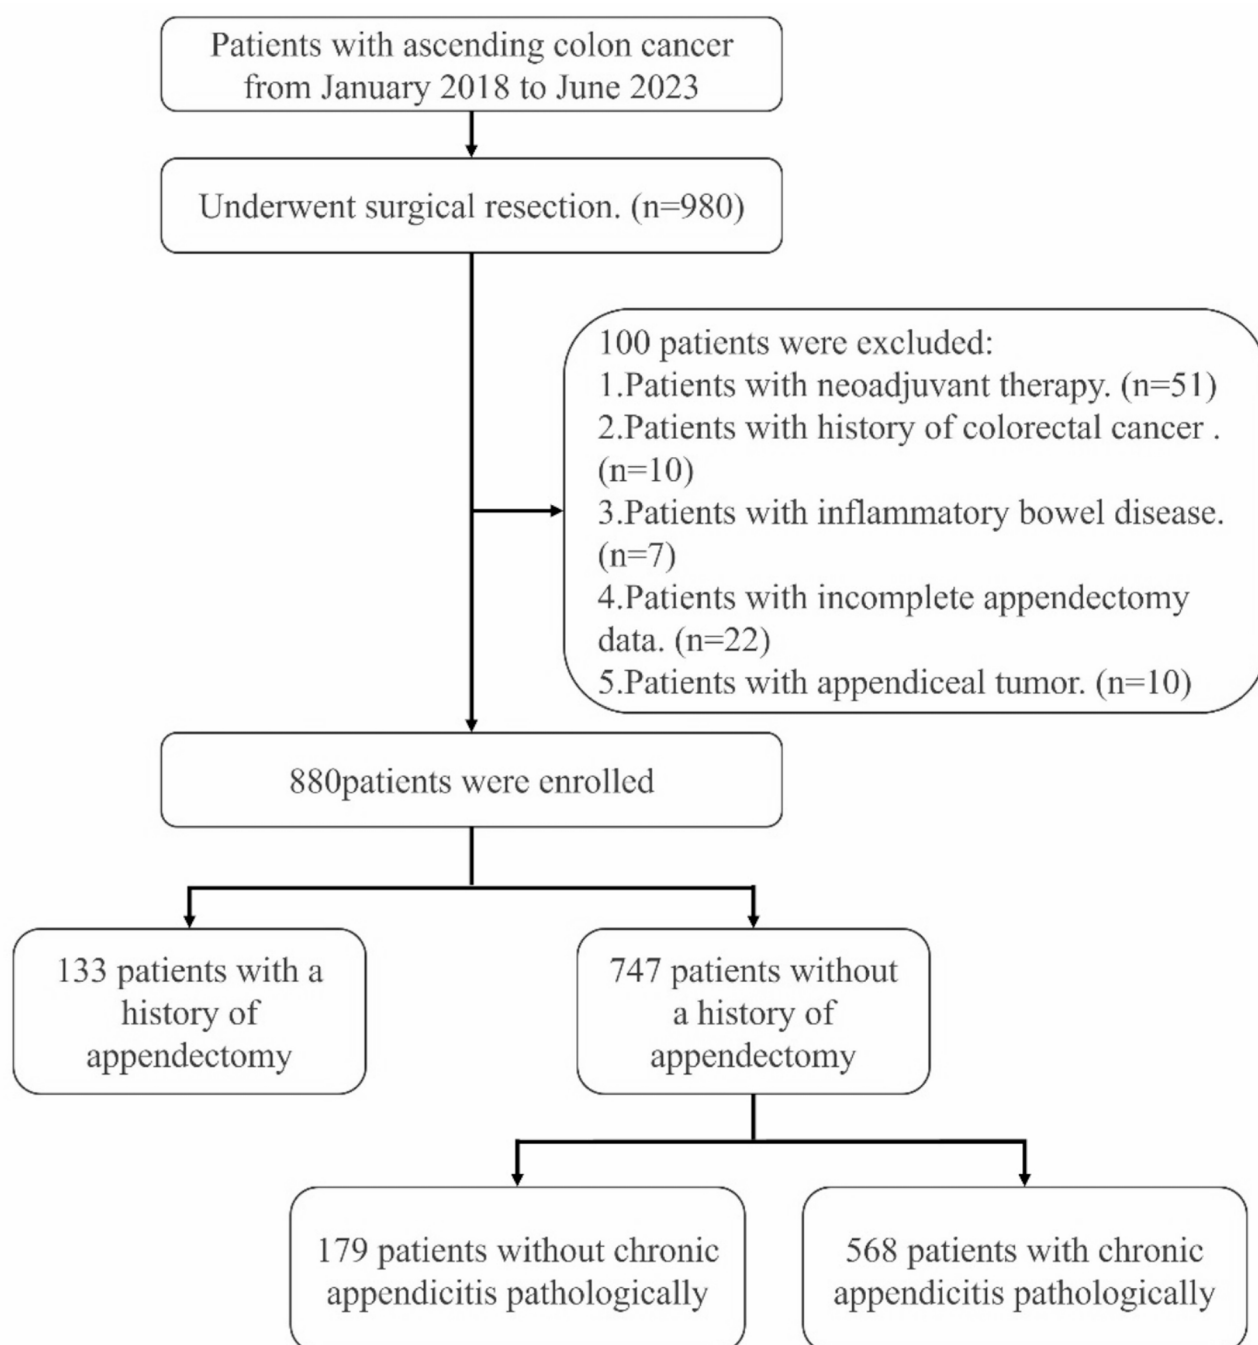 Patients with ascending colon cancer
from January 2018 to June 2023
Underwent surgical resection. (n=980)
100 patients were excluded:
1.Patients with neoadjuvant therapy. (n=51)
2.Patients with history of colorectal cancer .
(n=10)
3.Patients with inflammatory bowel disease.
(n=7)
4.Patients with incomplete appendectomy
data. (n=22)
5.Patients with appendiceal tumor. (n=10)
880patients were enrolled
133 patients with a
history of
appendectomy
747 patients without
a history of
appendectomy
179 patients without chronic
appendicitis pathologically
568 patients with chronic
appendicitis pathologically